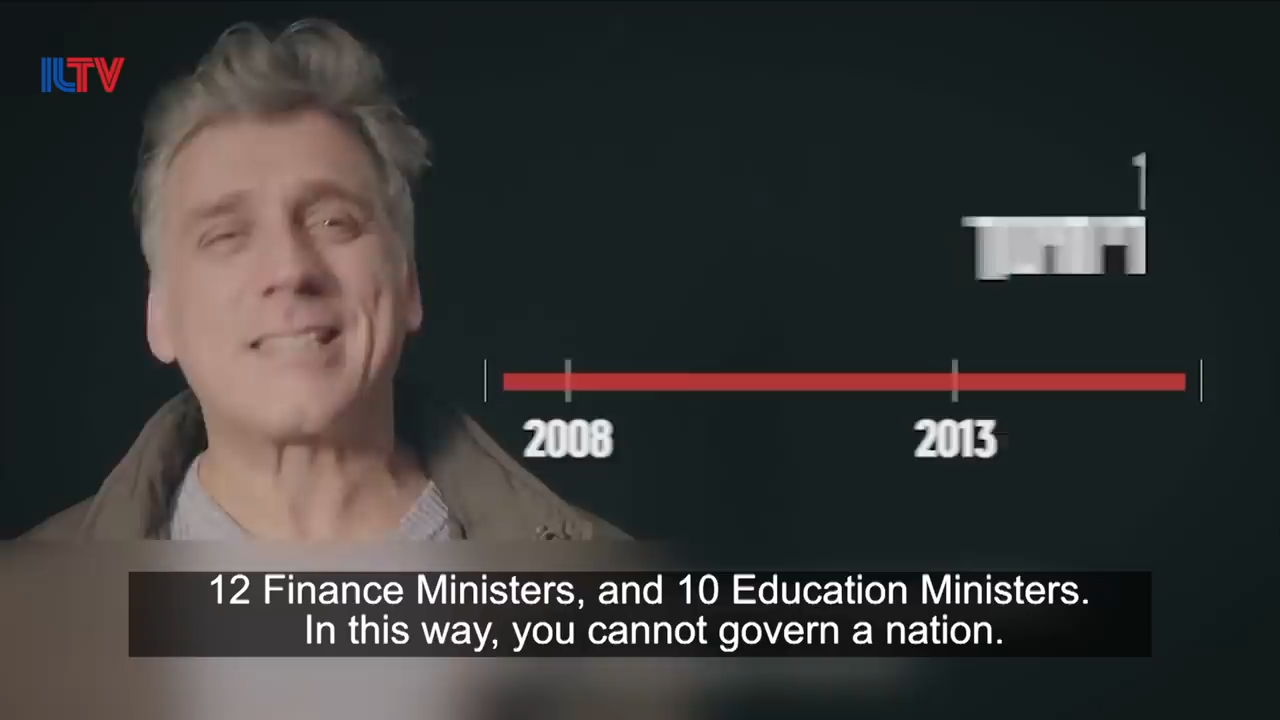 ILTV
1
2008
2013
12 Finance Ministers, and 10 Education Ministers.
In this way, you cannot govern a nation.